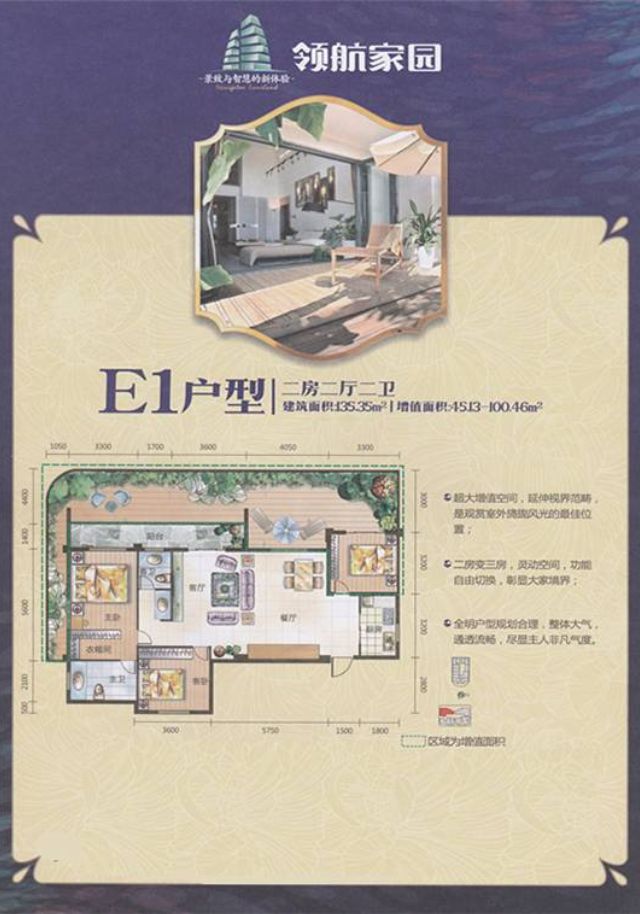 领航家园
景致与智慧的新体验
E1户型
二房二厅二卫
建筑面积:135.35m² | 增值面积:45.13-100.46m²
1050 3300 1700 3600 4050 3300
4400
1400
5600
2100
500
3000
3200
3200
2800
阳台
客厅
餐厅
主卧
衣帽间
主卫
客卧
厨房
3600 5750 1500 1800
超大增值空间，延伸视界范畴，
是观赏室外旖旎风光的最佳位
置；
二房变三房，灵动空间，功能
自由切换，彰显大家境界；
全明户型规划合理，整体大气，
通透流畅，尽显主人非凡气度。
区域为增值面积